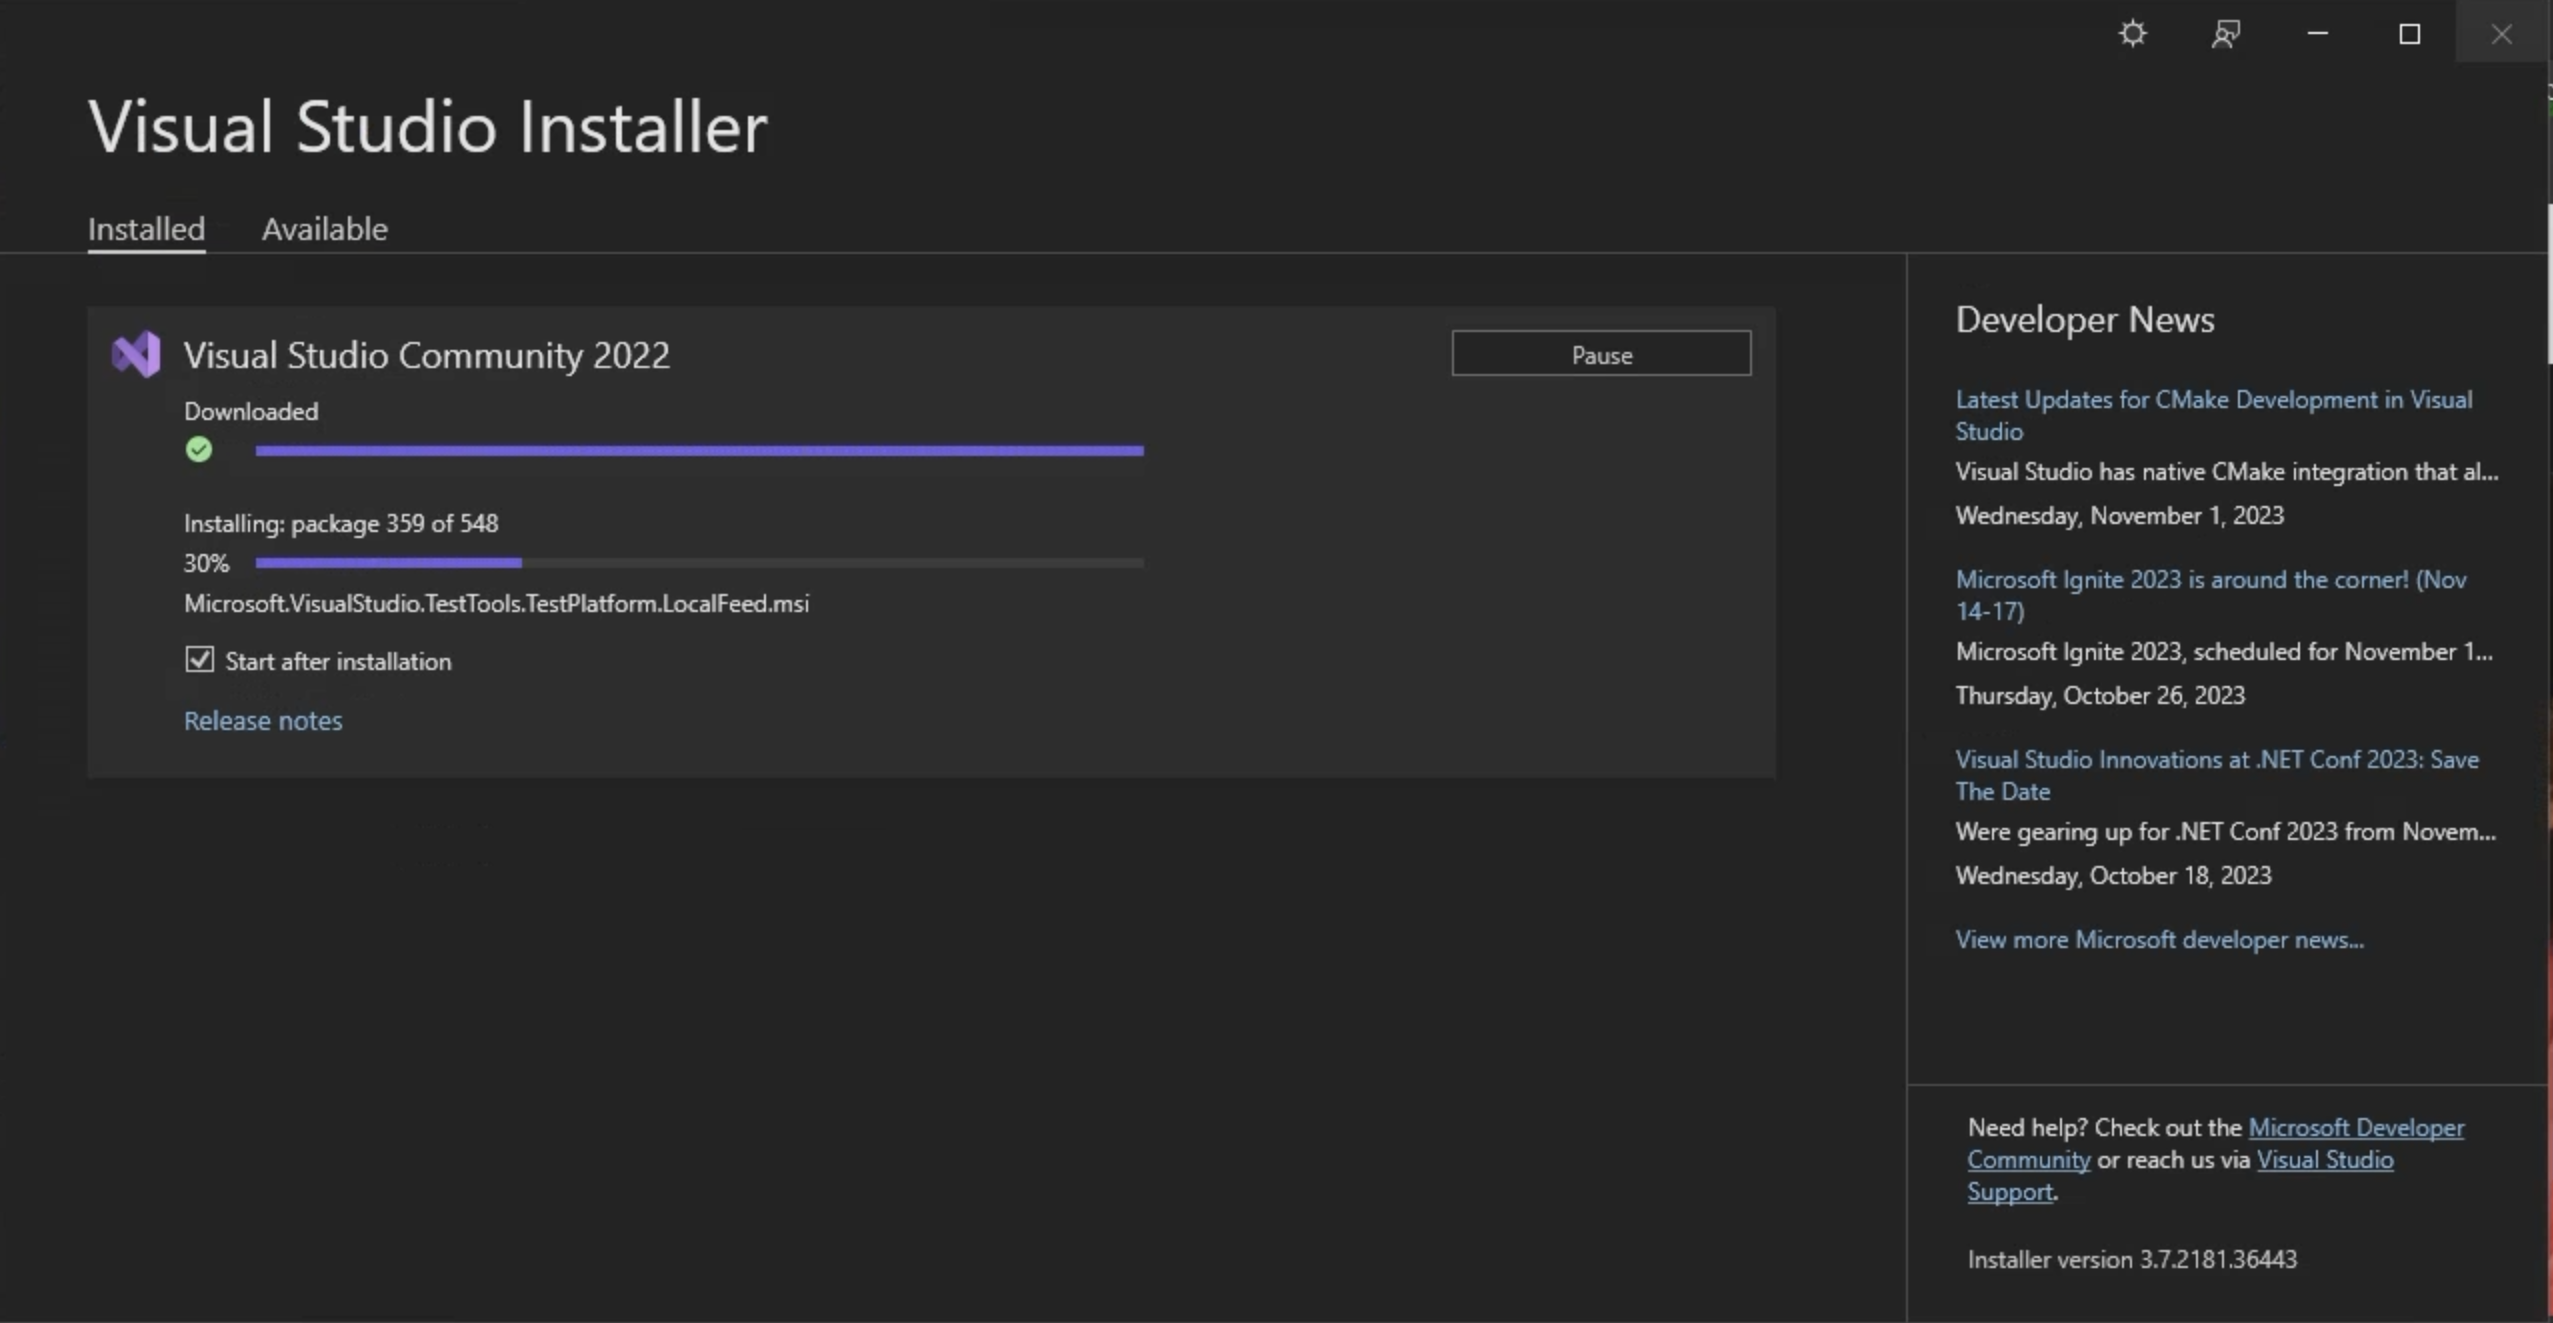 Visual Studio Installer
Installed
Available
Visual Studio Community 2022
Pause
Downloaded
Installing: package 359 of 548
30%
Microsoft.VisualStudio.TestTools.TestPlatform.LocalFeed.msi
Start after installation
Release notes
Developer News
Latest Updates for CMake Development in Visual
Studio
Visual Studio has native CMake integration that al...
Wednesday, November 1, 2023
Microsoft Ignite 2023 is around the corner! (Nov
14-17)
Microsoft Ignite 2023, scheduled for November 1...
Thursday, October 26, 2023
Visual Studio Innovations at .NET Conf 2023: Save
The Date
Were gearing up for .NET Conf 2023 from Novem...
Wednesday, October 18, 2023
View more Microsoft developer news...
Need help? Check out the Microsoft Developer
Community or reach us via Visual Studio
Support.
Installer version 3.7.2181.36443